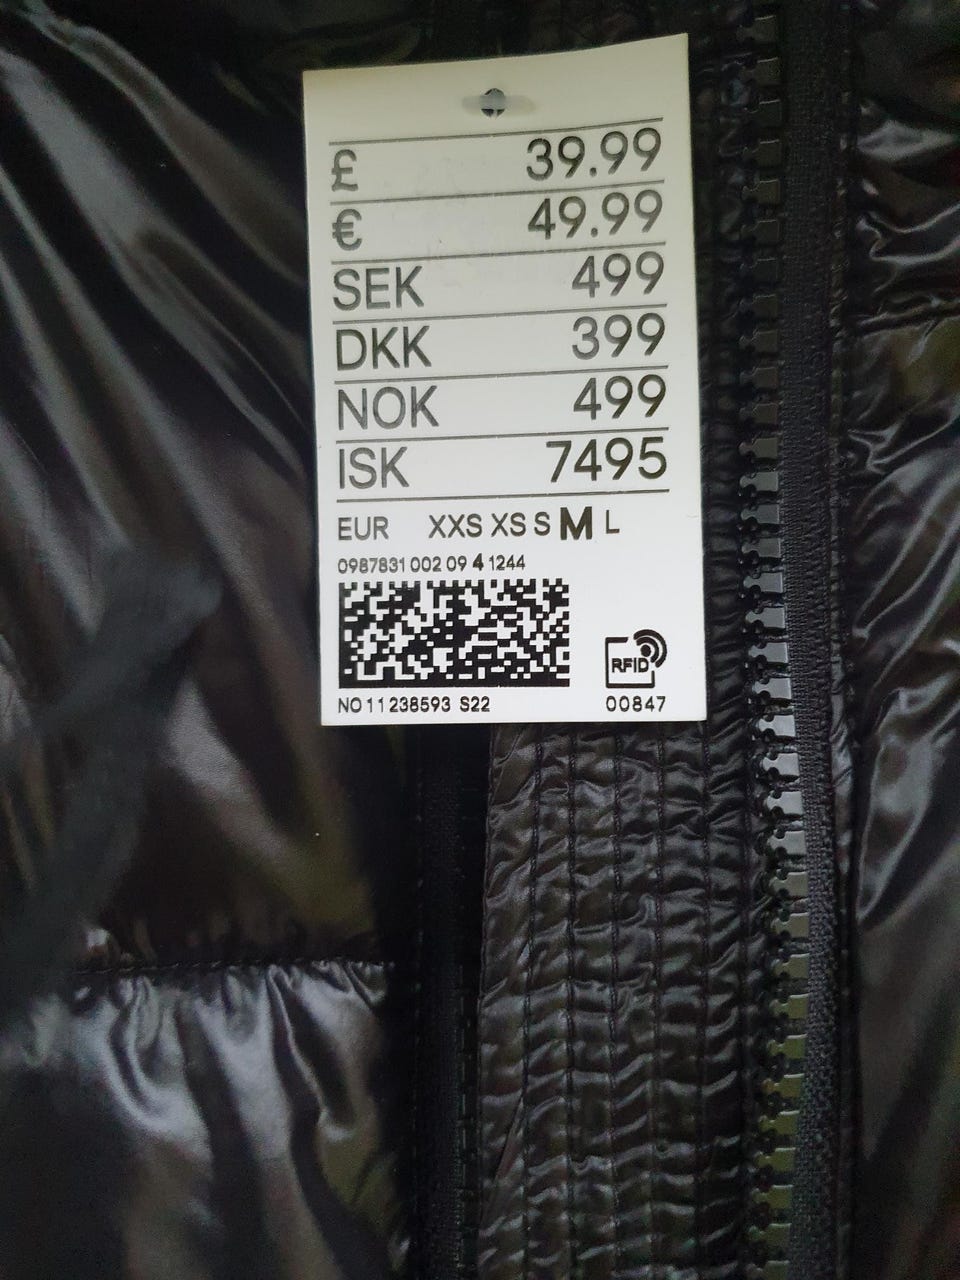 £ 39.99
€ 49.99
SEK 499
DKK 399
NOK 499
ISK 7495
EUR XXS XS S M L
0987831 002 09 4 1244
RFID
NO 11 238593 S22 00847